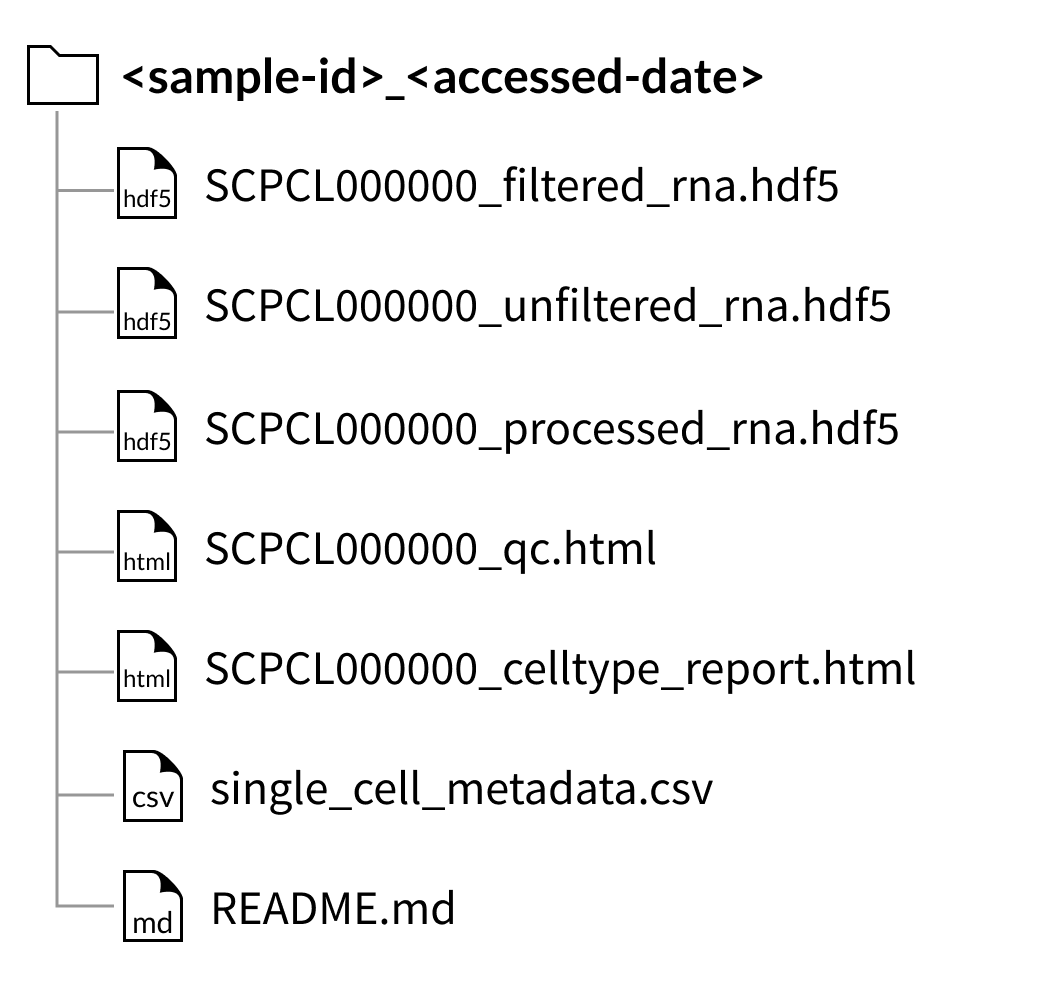 <sample-id>_<accessed-date>
hdf5 SCPCL000000_filtered_rna.hdf5
hdf5 SCPCL000000_unfiltered_rna.hdf5
hdf5 SCPCL000000_processed_rna.hdf5
html SCPCL000000_qc.html
html SCPCL000000_celltype_report.html
csv single_cell_metadata.csv
md README.md